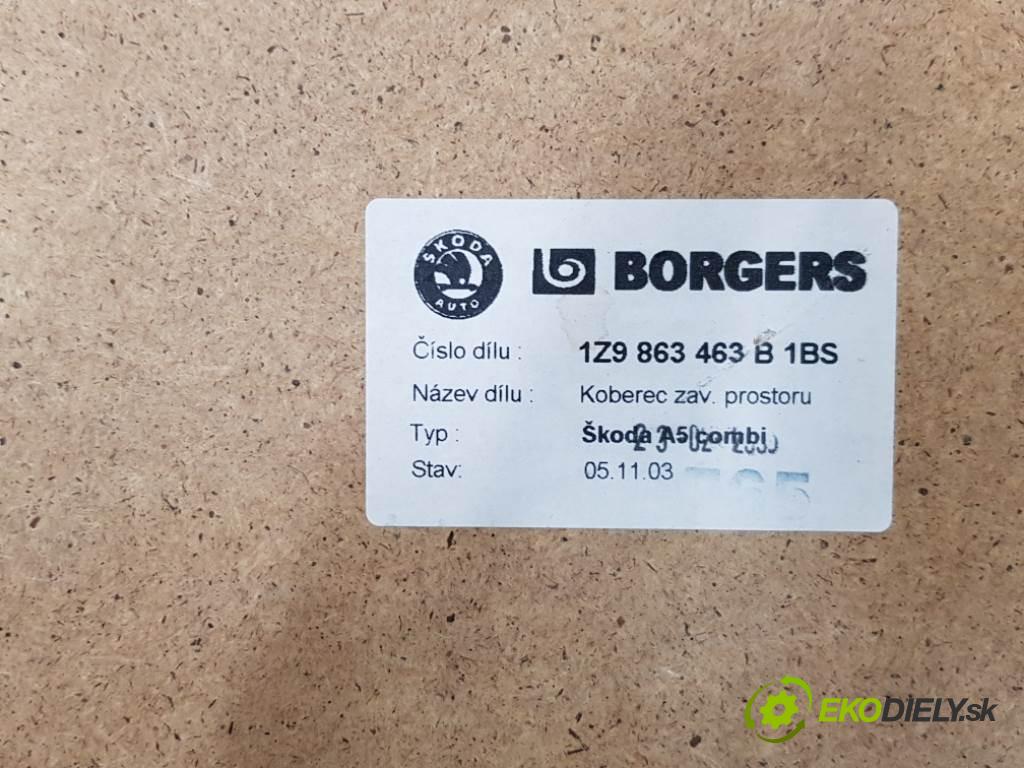 ŠKODA
AUTO
BORGERS
Číslo dílu : 1Z9 863 463 B 1BS
Název dílu : Koberec zav. prostoru
Typ : Škoda A5 combi
Stav: 05.11.03
EKODIELY.sk